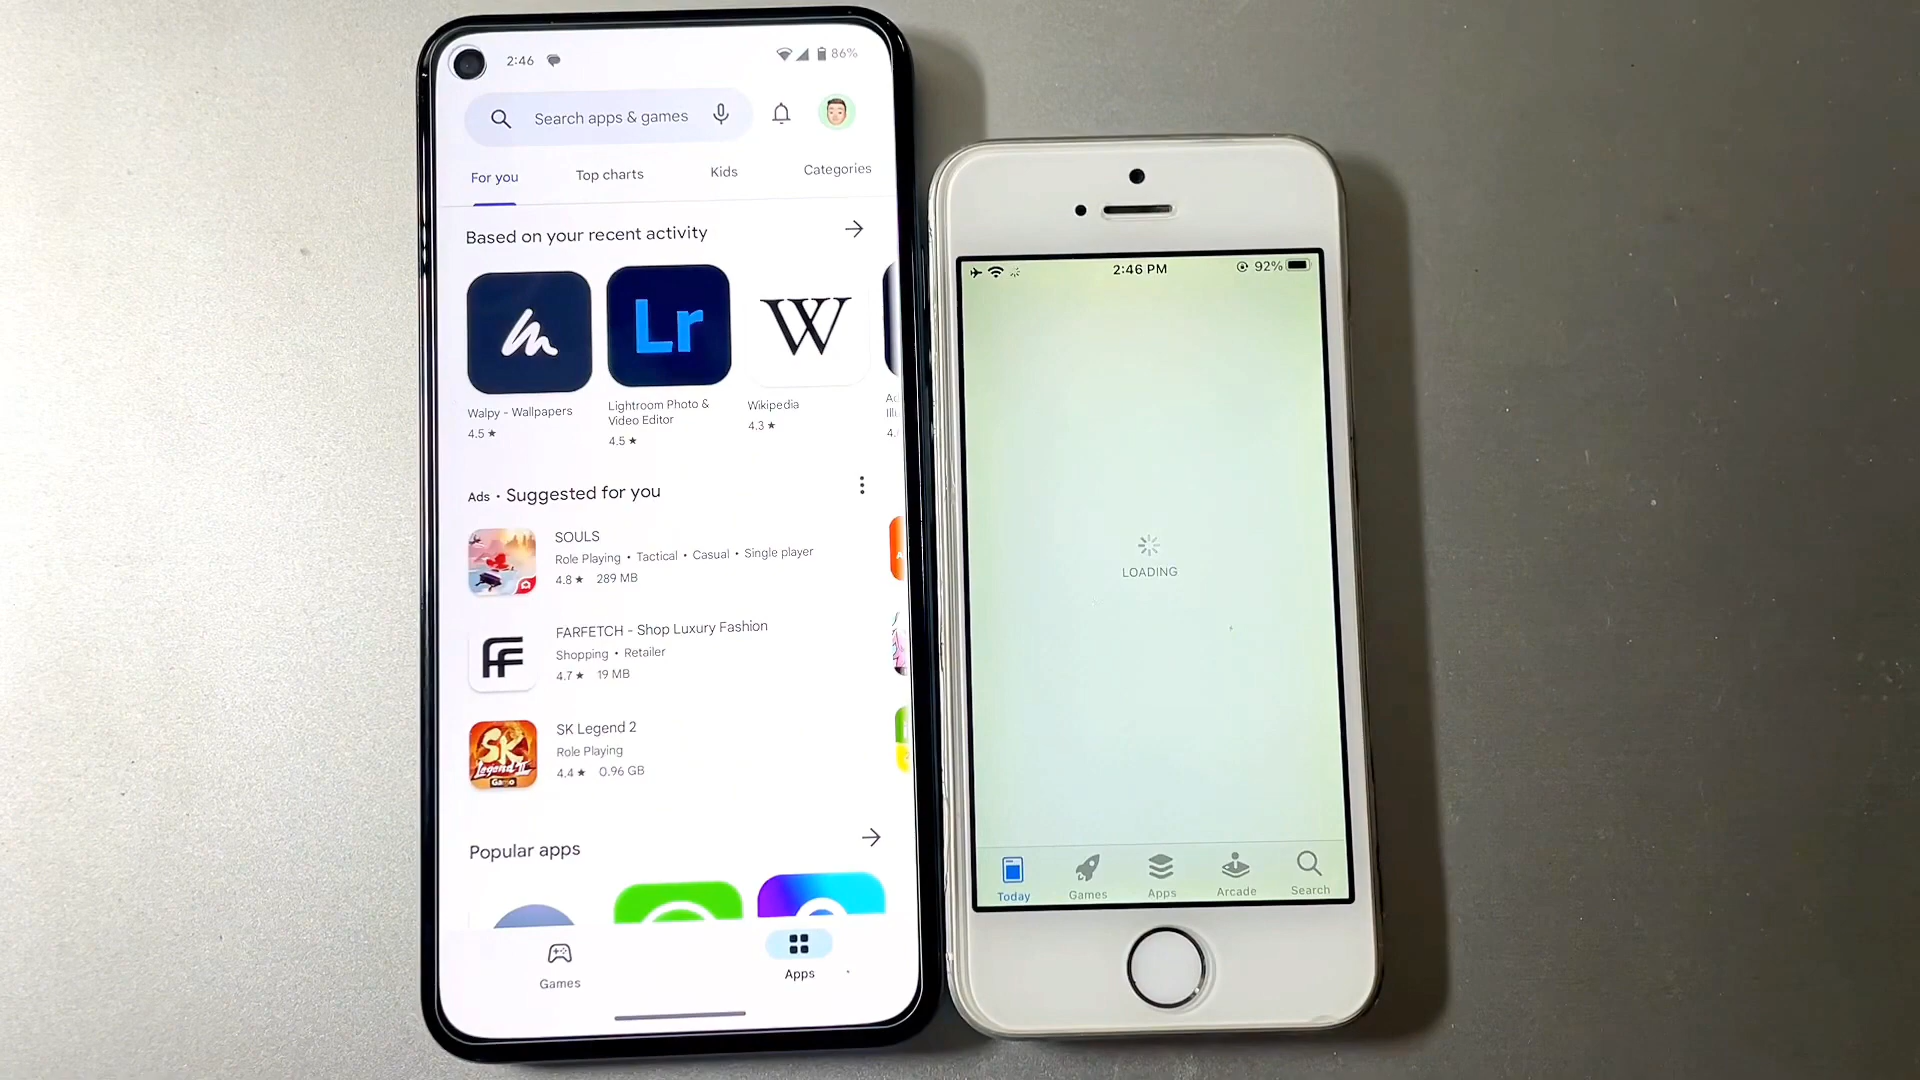 2:46
86%
Search apps & games
For you
Top charts
Kids
Categories
Based on your recent activity
Lr
W
Walpy - Wallpapers
4.5 ★
Lightroom Photo &
Video Editor
4.5 ★
Wikipedia
4.3 ★
Ads • Suggested for you
SOULS
Role Playing • Tactical • Casual • Single player
4.8 ★ 289 MB
FARFETCH - Shop Luxury Fashion
Shopping • Retailer
4.7 ★ 19 MB
SK
Legend II
SK Legend 2
Role Playing
4.4 ★ 0.96 GB
Popular apps
Games
Apps
2:46 PM
92%
LOADING
Today
Games
Apps
Arcade
Search